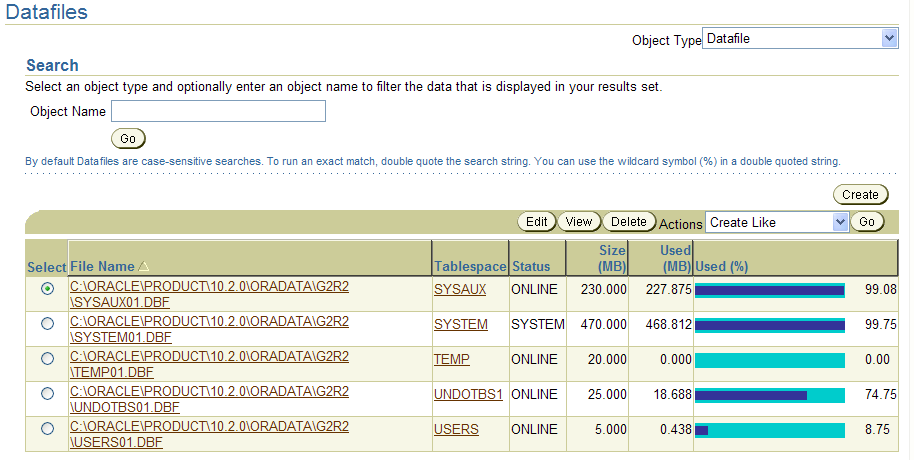 Datafiles
Object Type Datafile
Search
Select an object type and optionally enter an object name to filter the data that is displayed in your results set.
Object Name
Go
By default Datafiles are case-sensitive searches. To run an exact match, double quote the search string. You can use the wildcard symbol (%) in a double quoted string.
Create
Edit View Delete Actions Create Like Go
Select File Name Tablespace Status Size (MB) Used (MB) Used (%)
C:\ORACLE\PRODUCT\10.2.0\ORADATA\G2R2 SYSAUX ONLINE 230.000 227.875 99.08
\SYSAUX01.DBF
C:\ORACLE\PRODUCT\10.2.0\ORADATA\G2R2 SYSTEM SYSTEM 470.000 468.812 99.75
\SYSTEM01.DBF
C:\ORACLE\PRODUCT\10.2.0\ORADATA\G2R2 TEMP ONLINE 20.000 0.000 0.00
\TEMP01.DBF
C:\ORACLE\PRODUCT\10.2.0\ORADATA\G2R2 UNDOTBS1 ONLINE 25.000 18.688 74.75
\UNDOTBS01.DBF
C:\ORACLE\PRODUCT\10.2.0\ORADATA\G2R2 USERS ONLINE 5.000 0.438 8.75
\USERS01.DBF